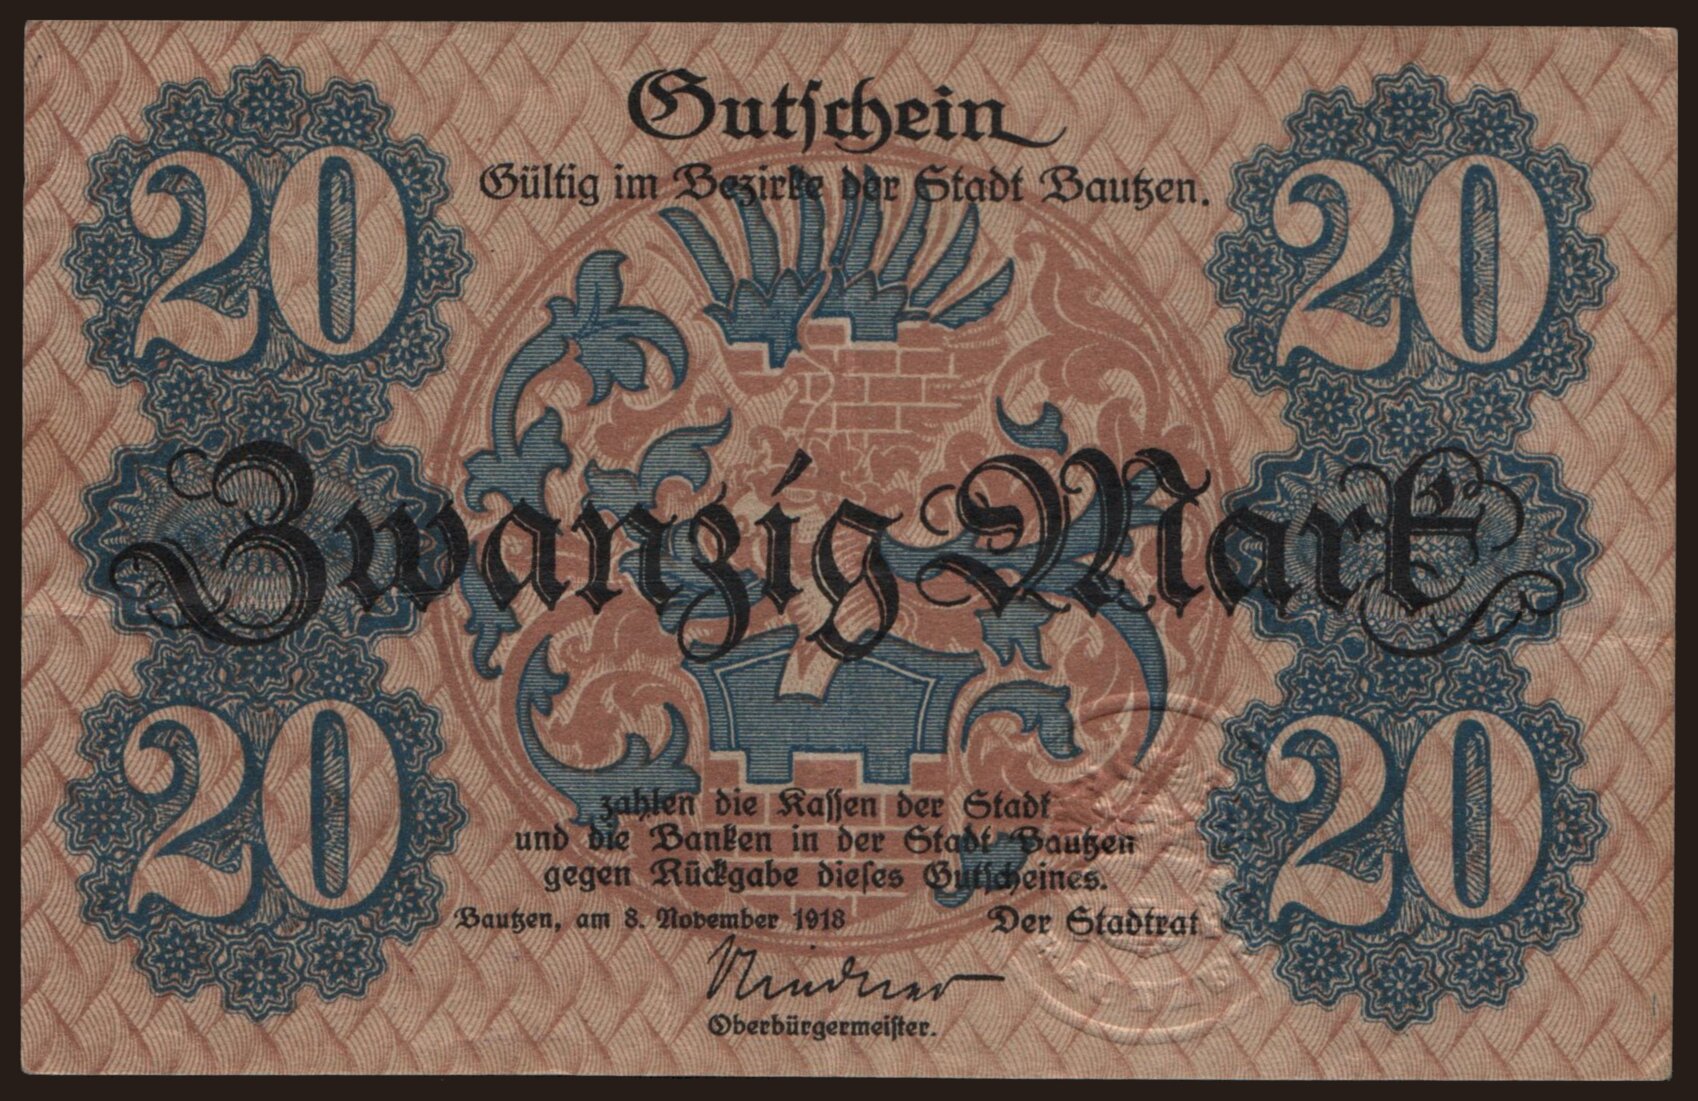 Gutschein
Gültig im Bezirke der Stadt Bautzen.
20 20
Zwanzig Mark
20 20
zahlen die Kassen der Stadt
und die Banken in der Stadt Bautzen
gegen Rückgabe dieses Gutscheines.
Bautzen, am 8. November 1918 Der Stadtrat
Oberbürgermeister.